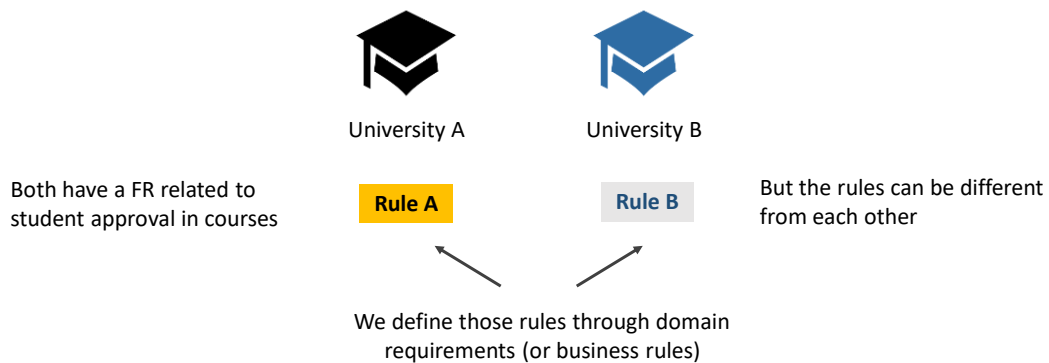 University A
University B
Both have a FR related to
student approval in courses
Rule A
Rule B
But the rules can be different
from each other
We define those rules through domain
requirements (or business rules)